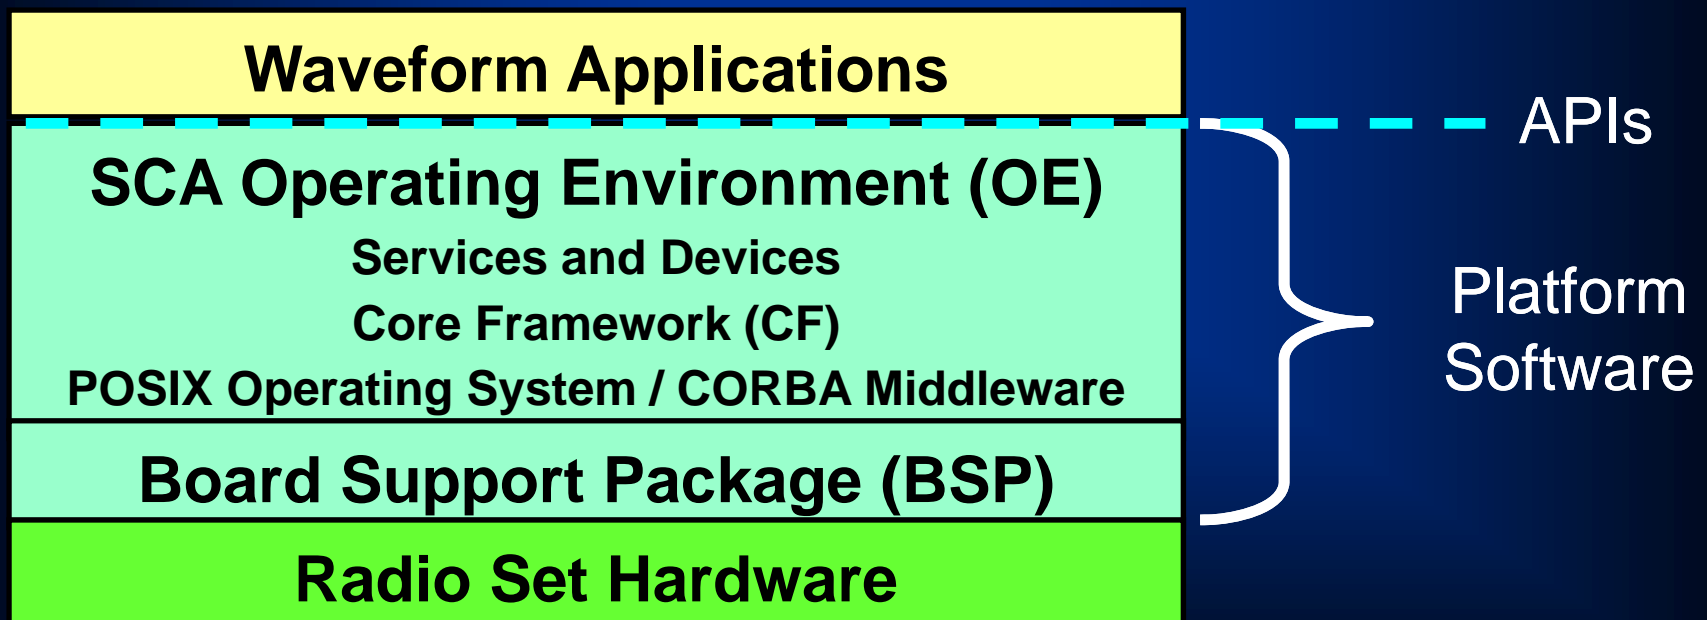 Waveform Applications
APIs
SCA Operating Environment (OE)
Services and Devices
Core Framework (CF)
POSIX Operating System / CORBA Middleware
Platform
Software
Board Support Package (BSP)
Radio Set Hardware